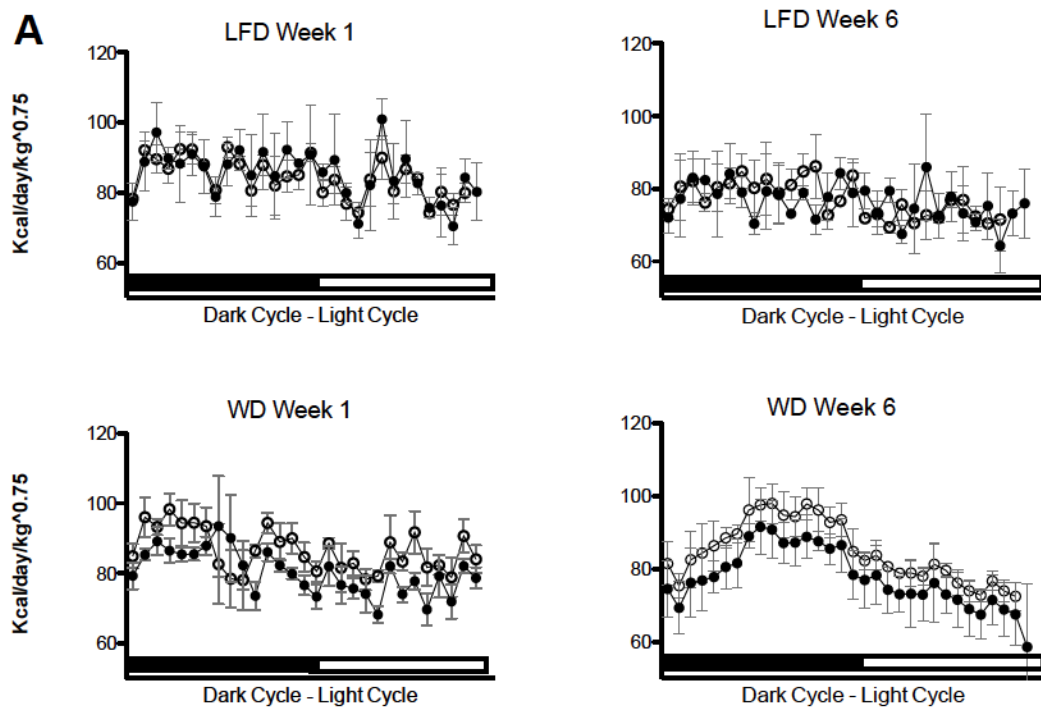 A
LFD Week 1
Kcal/day/kg^0.75
120
100
80
60
Dark Cycle - Light Cycle
LFD Week 6
120
100
80
60
Dark Cycle - Light Cycle
WD Week 1
Kcal/day/kg^0.75
120
100
80
60
Dark Cycle - Light Cycle
WD Week 6
120
100
80
60
Dark Cycle - Light Cycle